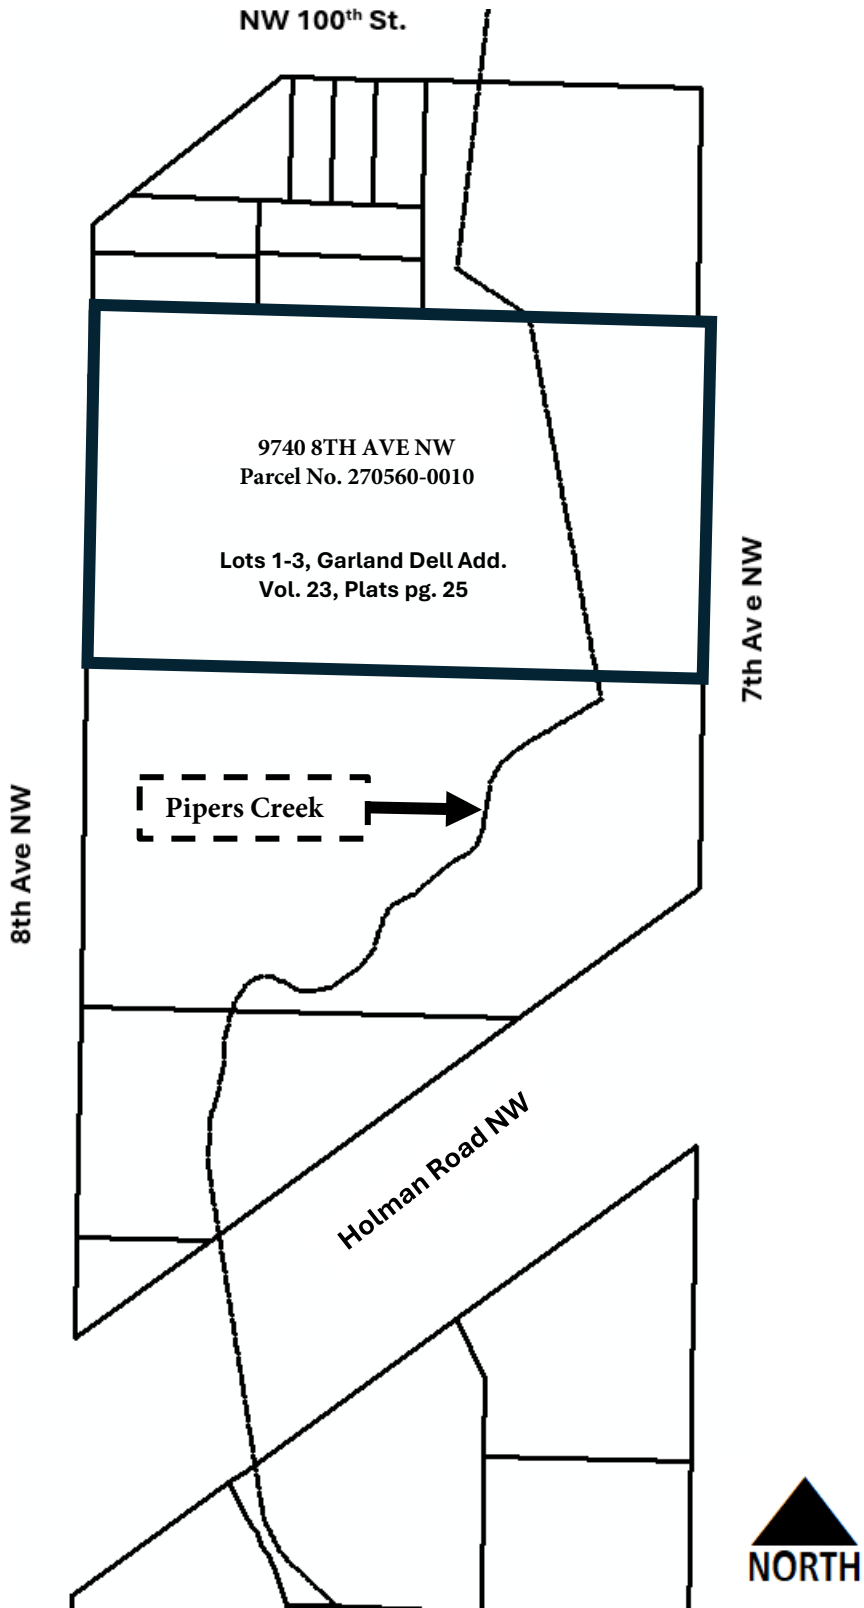 NW 100th St.
9740 8TH AVE NW
Parcel No. 270560-0010
Lots 1-3, Garland Dell Add.
Vol. 23, Plats pg. 25
7th Av e NW
Pipers Creek
8th Ave NW
Holman Road NW
NORTH